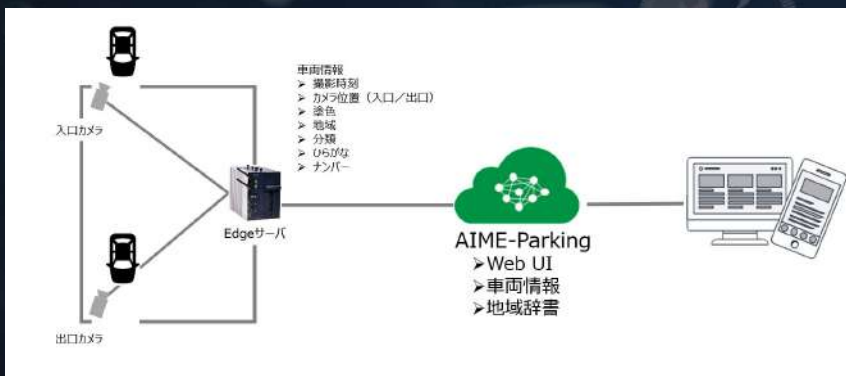 車両情報
➢ 撮影時刻
➢ カメラ位置（入口／出口）
➢ 塗色
➢ 地域
➢ 分類
➢ ひらがな
➢ ナンバー
入口カメラ
Edgeサーバ
出口カメラ
AIME-Parking
➢Web UI
➢車両情報
➢地域辞書